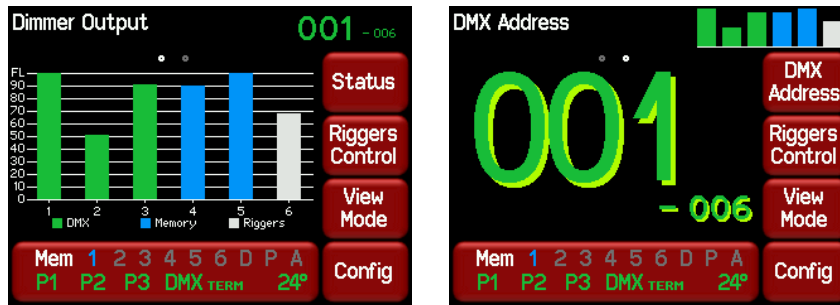 Dimmer Output 001 - 006
FL
90
80
70
60
50
40
30
20
10
0
1 2 3 4 5 6
DMX Memory Riggers
Status
Riggers
Control
View
Mode
Config
Mem 1 2 3 4 5 6 D P A
P1 P2 P3 DMX TERM 24°
DMX Address
001
- 006
DMX
Address
Riggers
Control
View
Mode
Config
Mem 1 2 3 4 5 6 D P A
P1 P2 P3 DMX TERM 24°